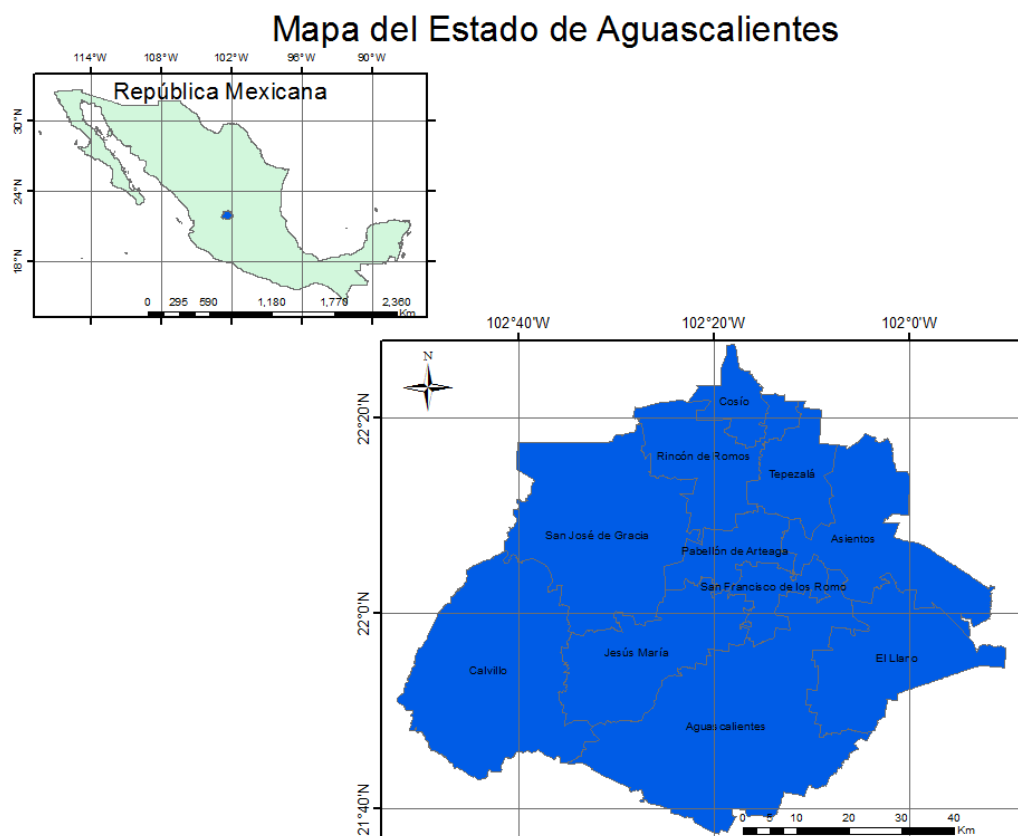 Mapa del Estado de Aguascalientes
114°W 108°W 102°W 96°W 90°W
República Mexicana
30°N
24°N
18°N
0 295 590 1,180 1,770 2,360
Km
102°40'W 102°20'W 102°0'W
N
22°20'N
22°0'N
21°40'N
Cosío
Rincón de Romos
Tepezalá
San José de Gracia
Asientos
Pabellón de Arteaga
San Francisco de los Romo
Jesús María
El Llano
Calvillo
Aguascalientes
0 5 10 20 30 40
Km